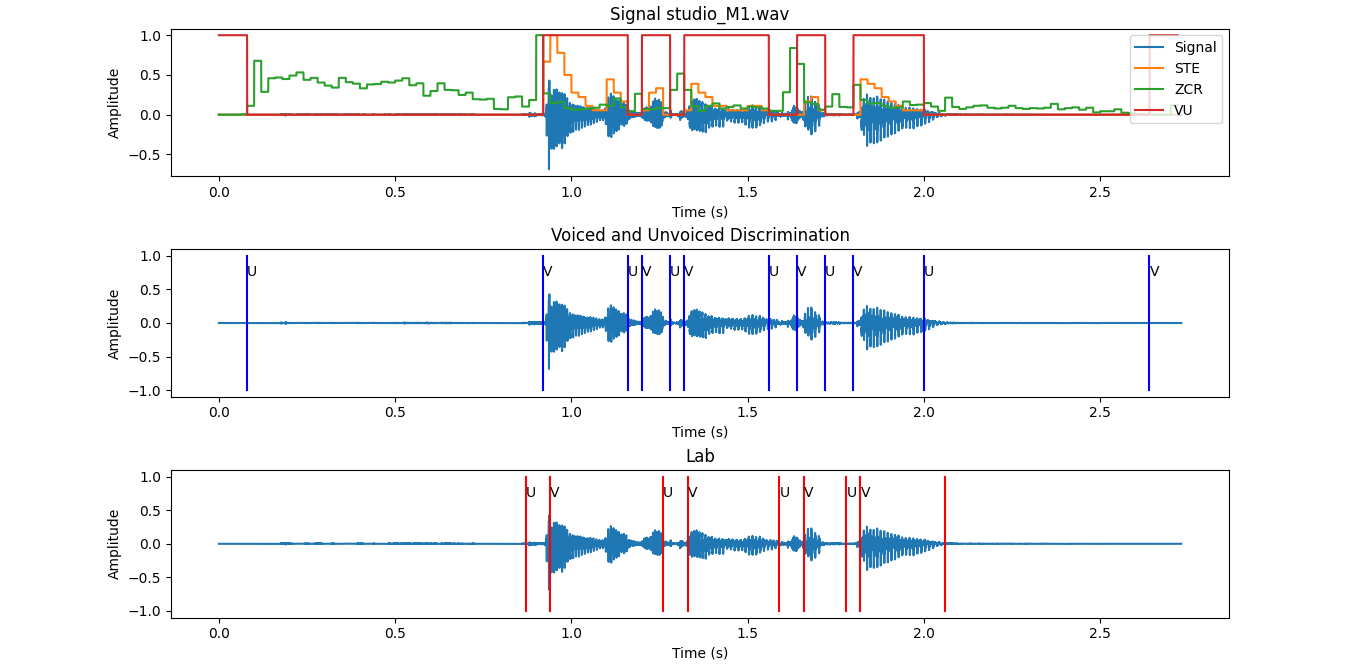 Signal studio_M1.wav
1.0
0.5
0.0
−0.5
Amplitude
Signal
STE
ZCR
VU
0.0 0.5 1.0 1.5 2.0 2.5
Time (s)
Voiced and Unvoiced Discrimination
1.0
0.5
0.0
−0.5
−1.0
Amplitude
U V U V U V U V U V U V
0.0 0.5 1.0 1.5 2.0 2.5
Time (s)
Lab
1.0
0.5
0.0
−0.5
−1.0
Amplitude
U V U V U V U V
0.0 0.5 1.0 1.5 2.0 2.5
Time (s)